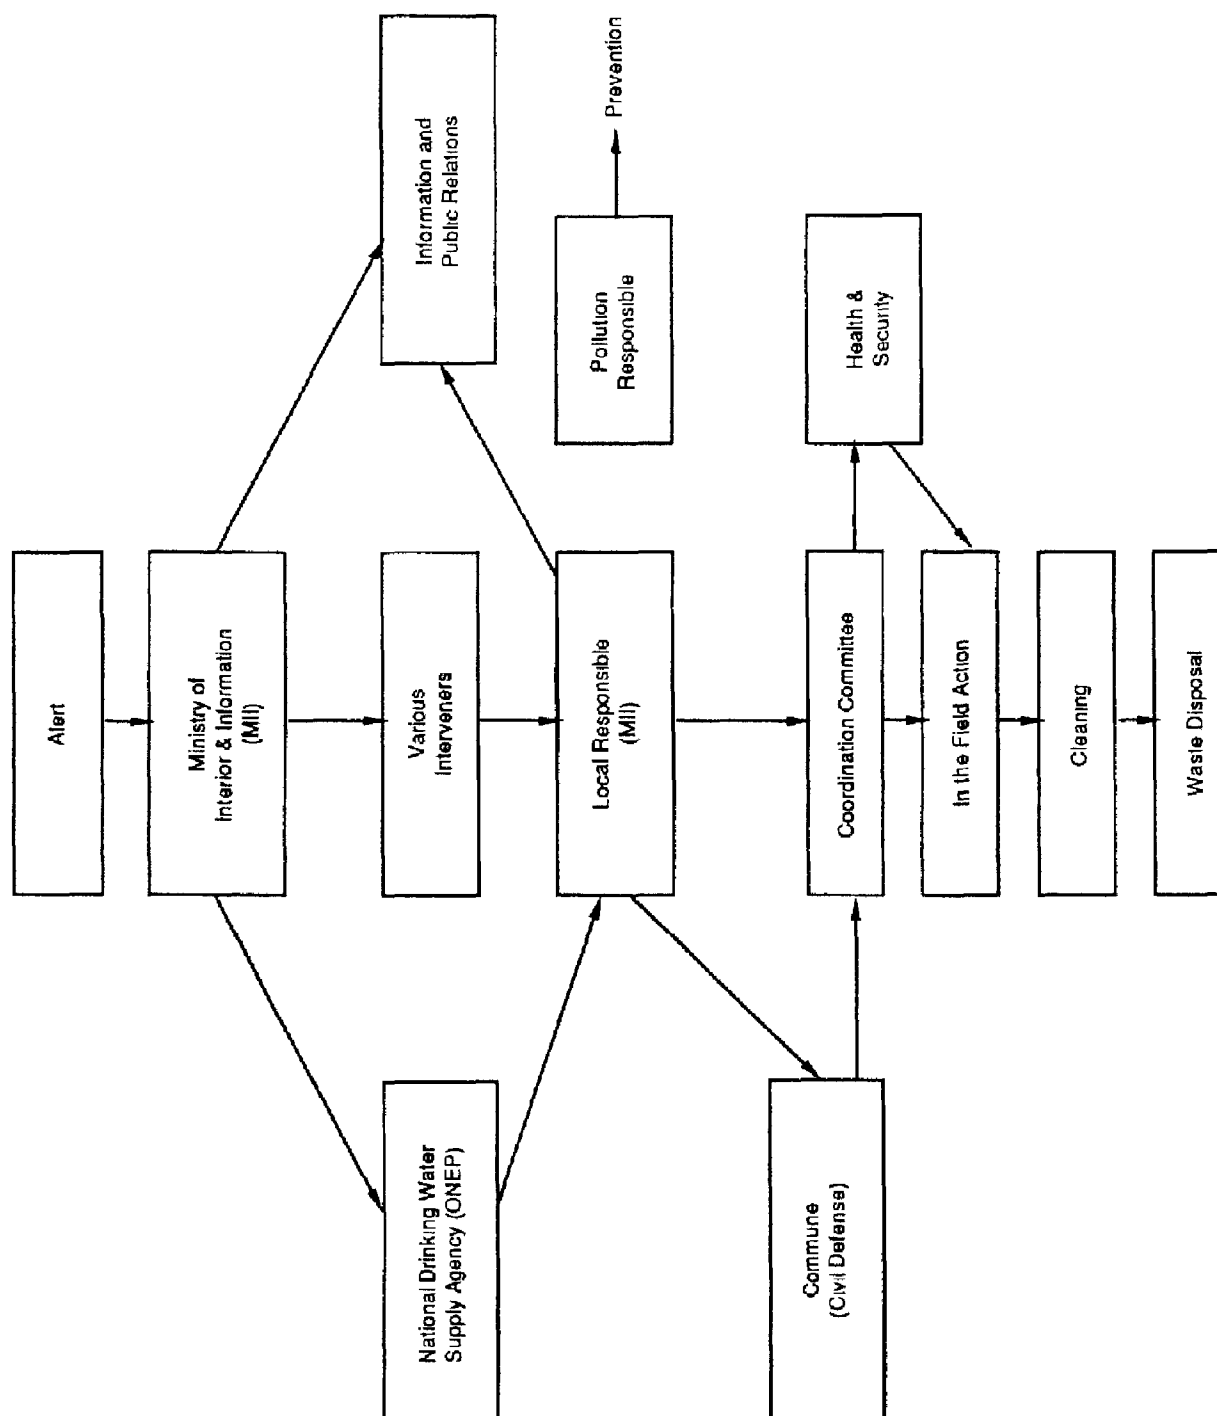 Alert
Ministry of
Interior & Information
(MII)
National Drinking Water
Supply Agency (ONEP)
Various
Interveners
Information and
Public Relations
Local Responsible
(MII)
Pollution
Responsible
Prevention
Commune
(Civil Defense)
Coordination Committee
Health &
Security
In the Field Action
Cleaning
Waste Disposal